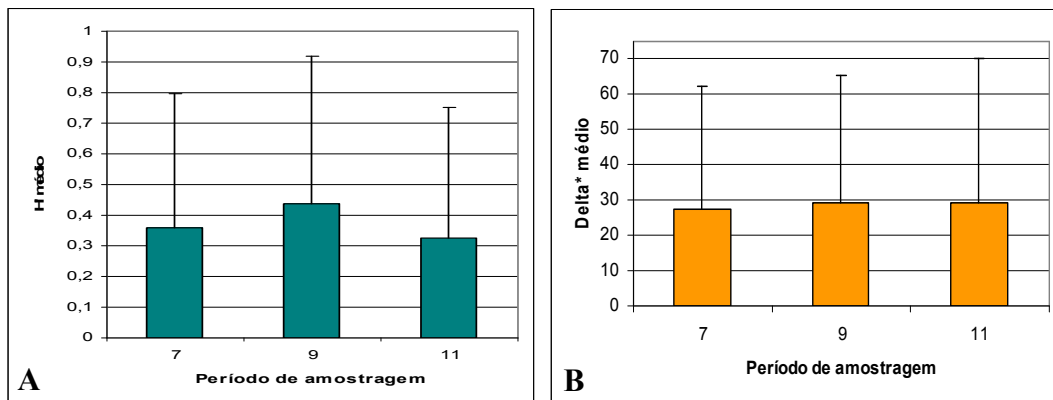 1
0,9
0,8
0,7
0,6
0,5
0,4
0,3
0,2
0,1
0
H médio
7 9 11
Período de amostragem
A
70
60
50
40
30
20
10
0
Delta* médio
7 9 11
Período de amostragem
B